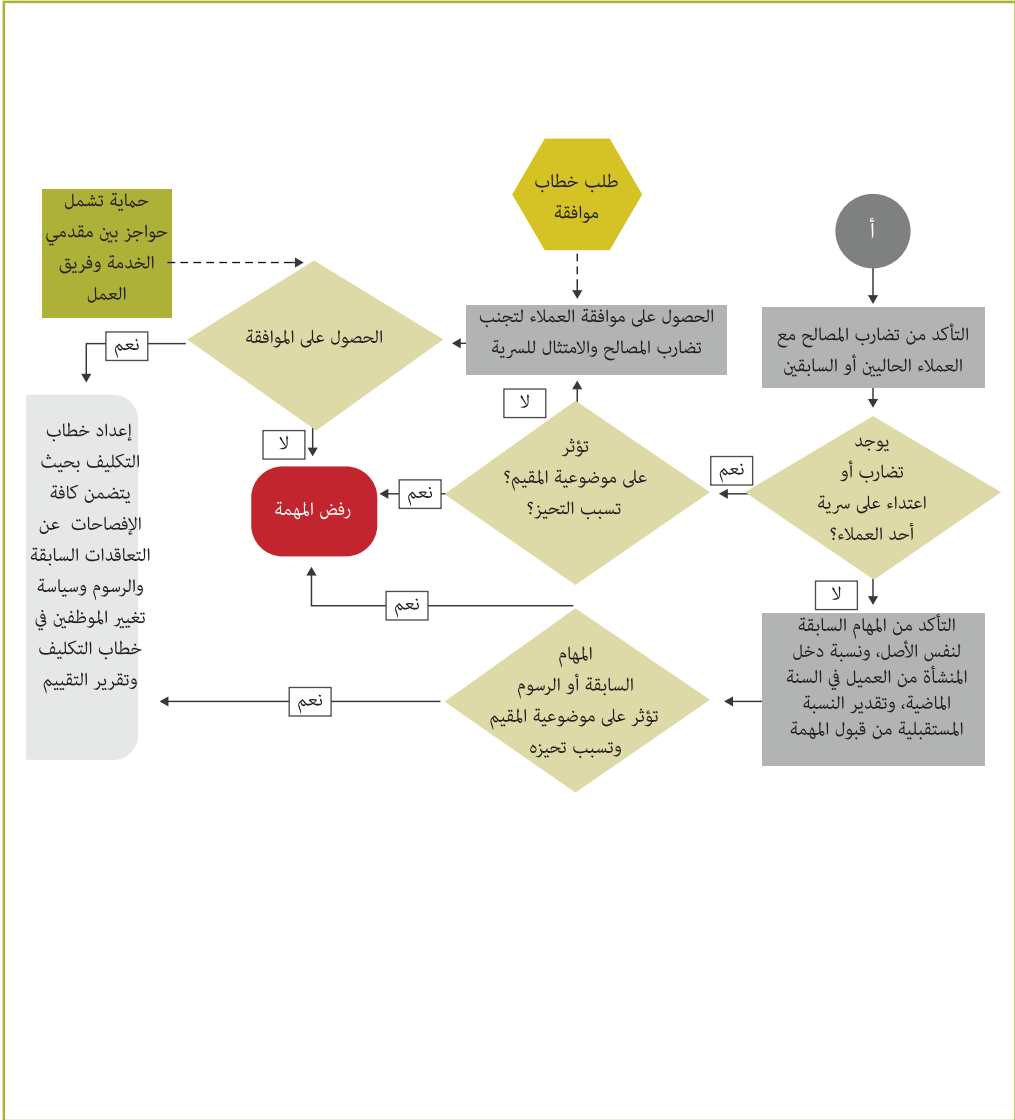 أ
التأكد من تضارب المصالح مع
العملاء الحاليين أو السابقين
يوجد
تضارب أو
اعتداء على سرية
أحد العملاء؟
نعم
لا
التأكد من المهام السابقة
لنفس الأصل، ونسبة دخل
المنشأة من العميل في السنة
الماضية، وتقدير النسبة
المستقبلية من قبول المهمة
طلب خطاب
موافقة
الحصول على موافقة العملاء لتجنب
تضارب المصالح والامتثال للسرية
لا
تؤثر
على موضوعية المقيم؟
تسبب التحيز؟
نعم
المهام
السابقة أو الرسوم
تؤثر على موضوعية المقيم
وتسبب تحيزه
نعم
نعم
حماية تشمل
حواجز بين مقدمي
الخدمة وفريق
العمل
الحصول على الموافقة
نعم
لا
رفض المهمة
إعداد خطاب
التكليف بحيث
يتضمن كافة
الإفصاحات عن
التعاقدات السابقة
والرسوم وسياسة
تغيير الموظفين في
خطاب التكليف
وتقرير التقييم